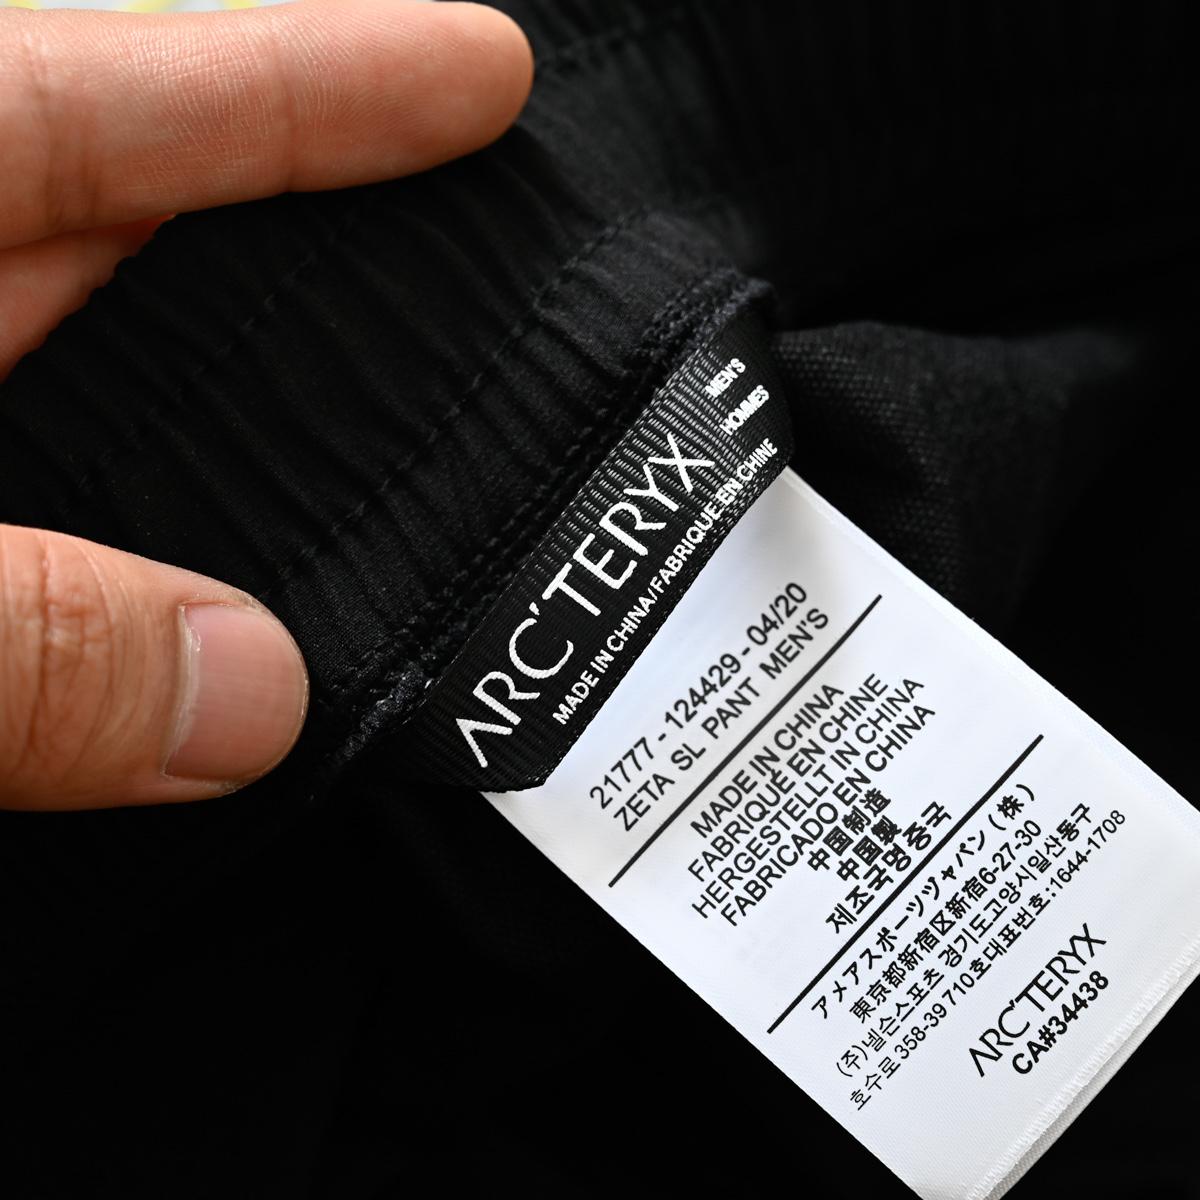 MEN'S
HOMMES
ARC'TERYX
MADE IN CHINA/FABRIQUÉ EN CHINE
21777 - 124429 - 04/20
ZETA SL PANT MEN'S
MADE IN CHINA
FABRIQUÉ EN CHINE
HERGESTELLT IN CHINA
FABRICADO EN CHINA
中国制造
中国製
제조국명 중국
アメアスポーツジャパン（株）
東京都新宿区新宿6-27-30
(주)넬슨스포츠 경기도고양시일산동구
호수로 358-39 710호대표번호:1644-1708
ARC'TERYX
CA#34438